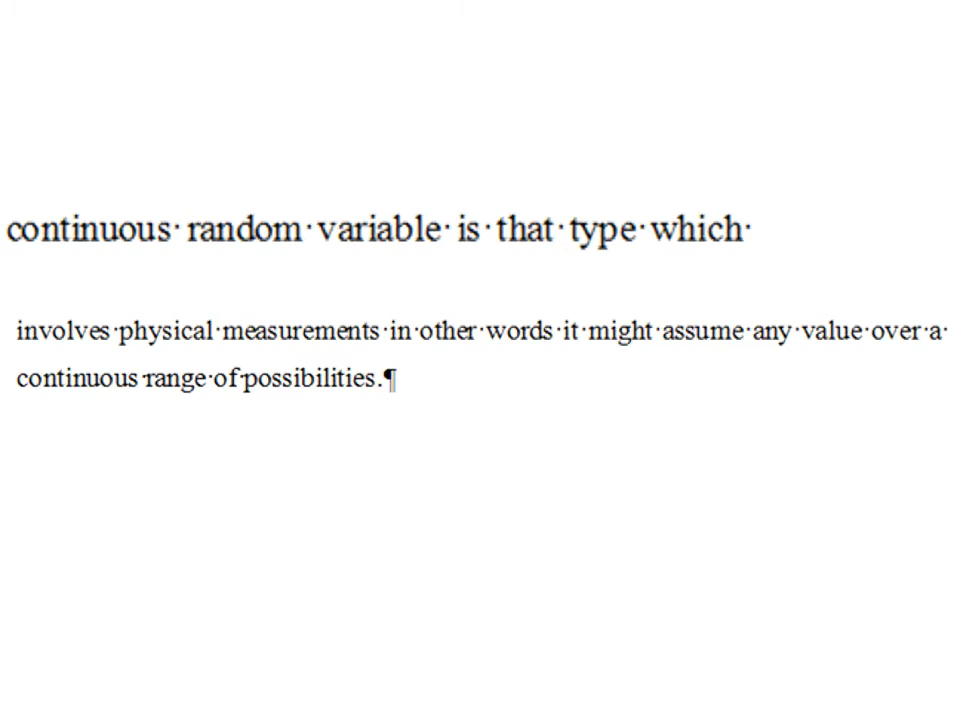 continuous· random· variable· is· that· type· which·
involves·physical·measurements·in·other·words·it·might·assume·any·value·over·a·
continuous·range·of·possibilities.¶